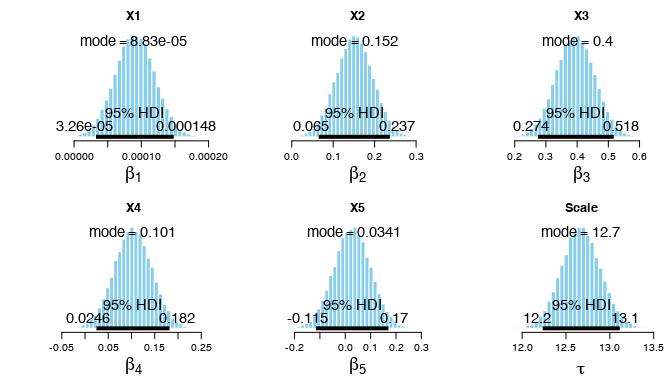 X1
mode = 8.83e-05
95% HDI
3.26e-05 0.000148
0.00000 0.00010 0.00020
β1
X2
mode = 0.152
95% HDI
0.065 0.237
0.0 0.1 0.2 0.3
β2
X3
mode = 0.4
95% HDI
0.274 0.518
0.2 0.3 0.4 0.5 0.6
β3
X4
mode = 0.101
95% HDI
0.0246 0.182
-0.05 0.05 0.15 0.25
β4
X5
mode = 0.0341
95% HDI
-0.115 0.17
-0.2 0.0 0.1 0.2 0.3
β5
Scale
mode = 12.7
95% HDI
12.2 13.1
12.0 12.5 13.0 13.5
τ